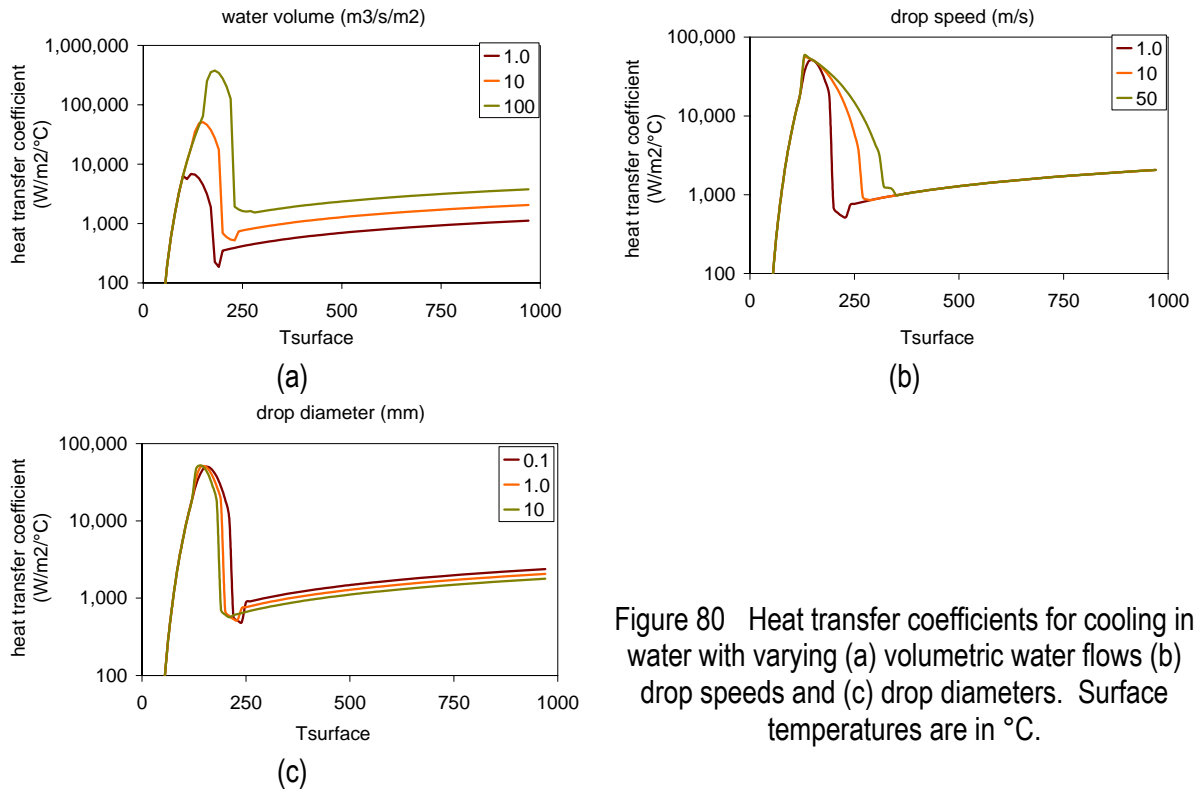 water volume (m3/s/m2)
heat transfer coefficient
(W/m2/°C)
1,000,000
100,000
10,000
1,000
100
0
250
500
750
1000
Tsurface
1.0
10
100
(a)
drop speed (m/s)
heat transfer coefficient
(W/m2/°C)
100,000
10,000
1,000
100
0
250
500
750
1000
Tsurface
1.0
10
50
(b)
drop diameter (mm)
heat transfer coefficient
(W/m2/°C)
100,000
10,000
1,000
100
0
250
500
750
1000
Tsurface
0.1
1.0
10
(c)
Figure 80 Heat transfer coefficients for cooling in
water with varying (a) volumetric water flows (b)
drop speeds and (c) drop diameters. Surface
temperatures are in °C.